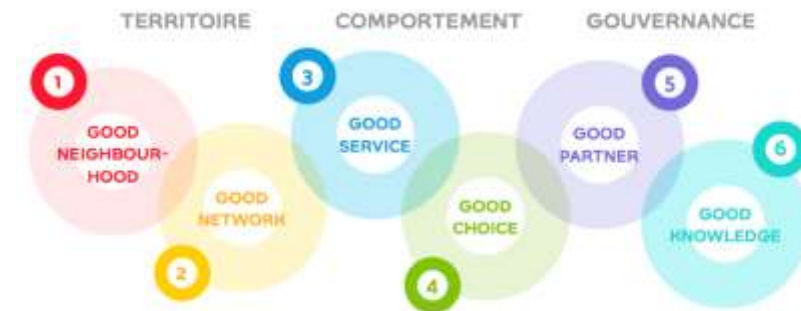 TERRITOIRE COMPORTEMENT GOUVERNANCE
1
GOOD
NEIGHBOUR-
HOOD
2
GOOD
NETWORK
3
GOOD
SERVICE
4
GOOD
CHOICE
5
GOOD
PARTNER
6
GOOD
KNOWLEDGE